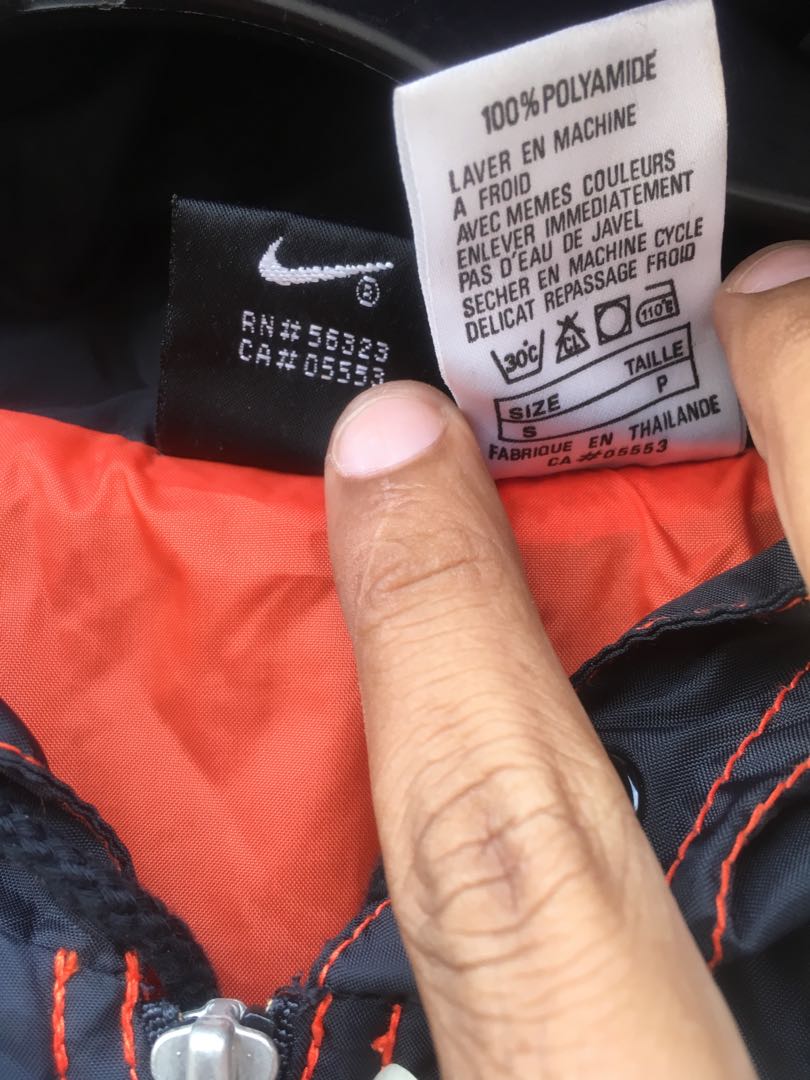 RN#56323
CA#05553
100% POLYAMIDE
LAVER EN MACHINE
A FROID
AVEC MEMES COULEURS
ENLEVER IMMEDIATEMENT
PAS D'EAU DE JAVEL
SECHER EN MACHINE CYCLE
DELICAT REPASSAGE FROID
30°C CL 110°C
SIZE TAILLE
S P
FABRIQUE EN THAILANDE
CA #05553